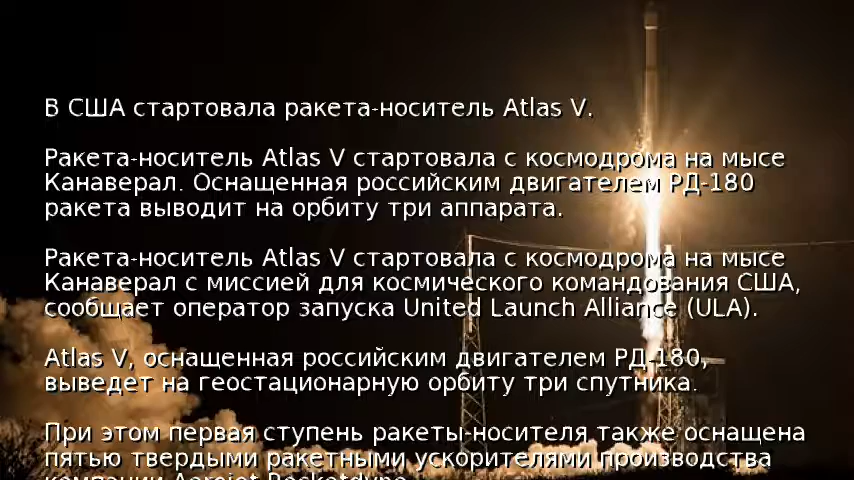 В США стартовала ракета-носитель Atlas V.
Ракета-носитель Atlas V стартовала с космодрома на мысе
Канаверал. Оснащенная российским двигателем РД-180
ракета выводит на орбиту три аппарата.
Ракета-носитель Atlas V стартовала с космодрома на мысе
Канаверал с миссией для космического командования США,
сообщает оператор запуска United Launch Alliance (ULA).
Atlas V, оснащенная российским двигателем РД-180,
выведет на геостационарную орбиту три спутника.
При этом первая ступень ракеты-носителя также оснащена
пятью твердыми ракетными ускорителями производства
компании Aerojet Rocketdyne